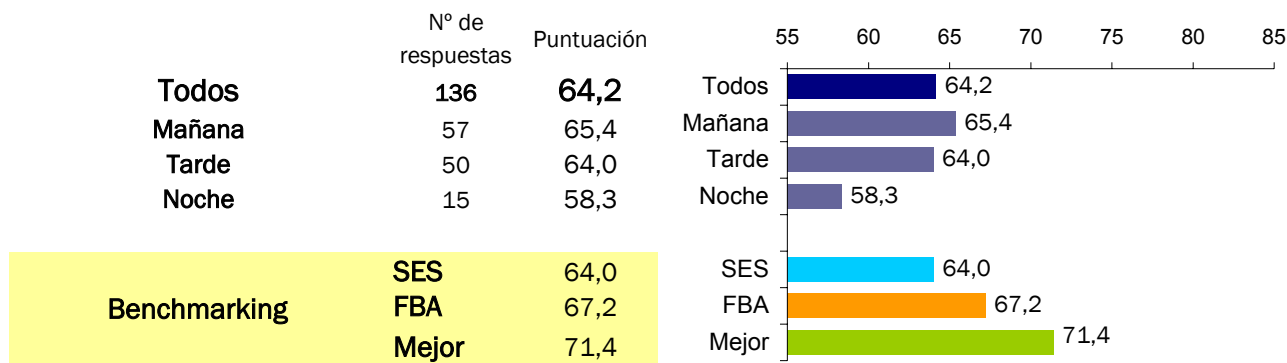 Nº de respuestas Puntuación
Todos 136 64,2
Mañana 57 65,4
Tarde 50 64,0
Noche 15 58,3
Benchmarking
SES 64,0
FBA 67,2
Mejor 71,4
55 60 65 70 75 80 85
Todos 64,2
Mañana 65,4
Tarde 64,0
Noche 58,3
SES 64,0
FBA 67,2
Mejor 71,4